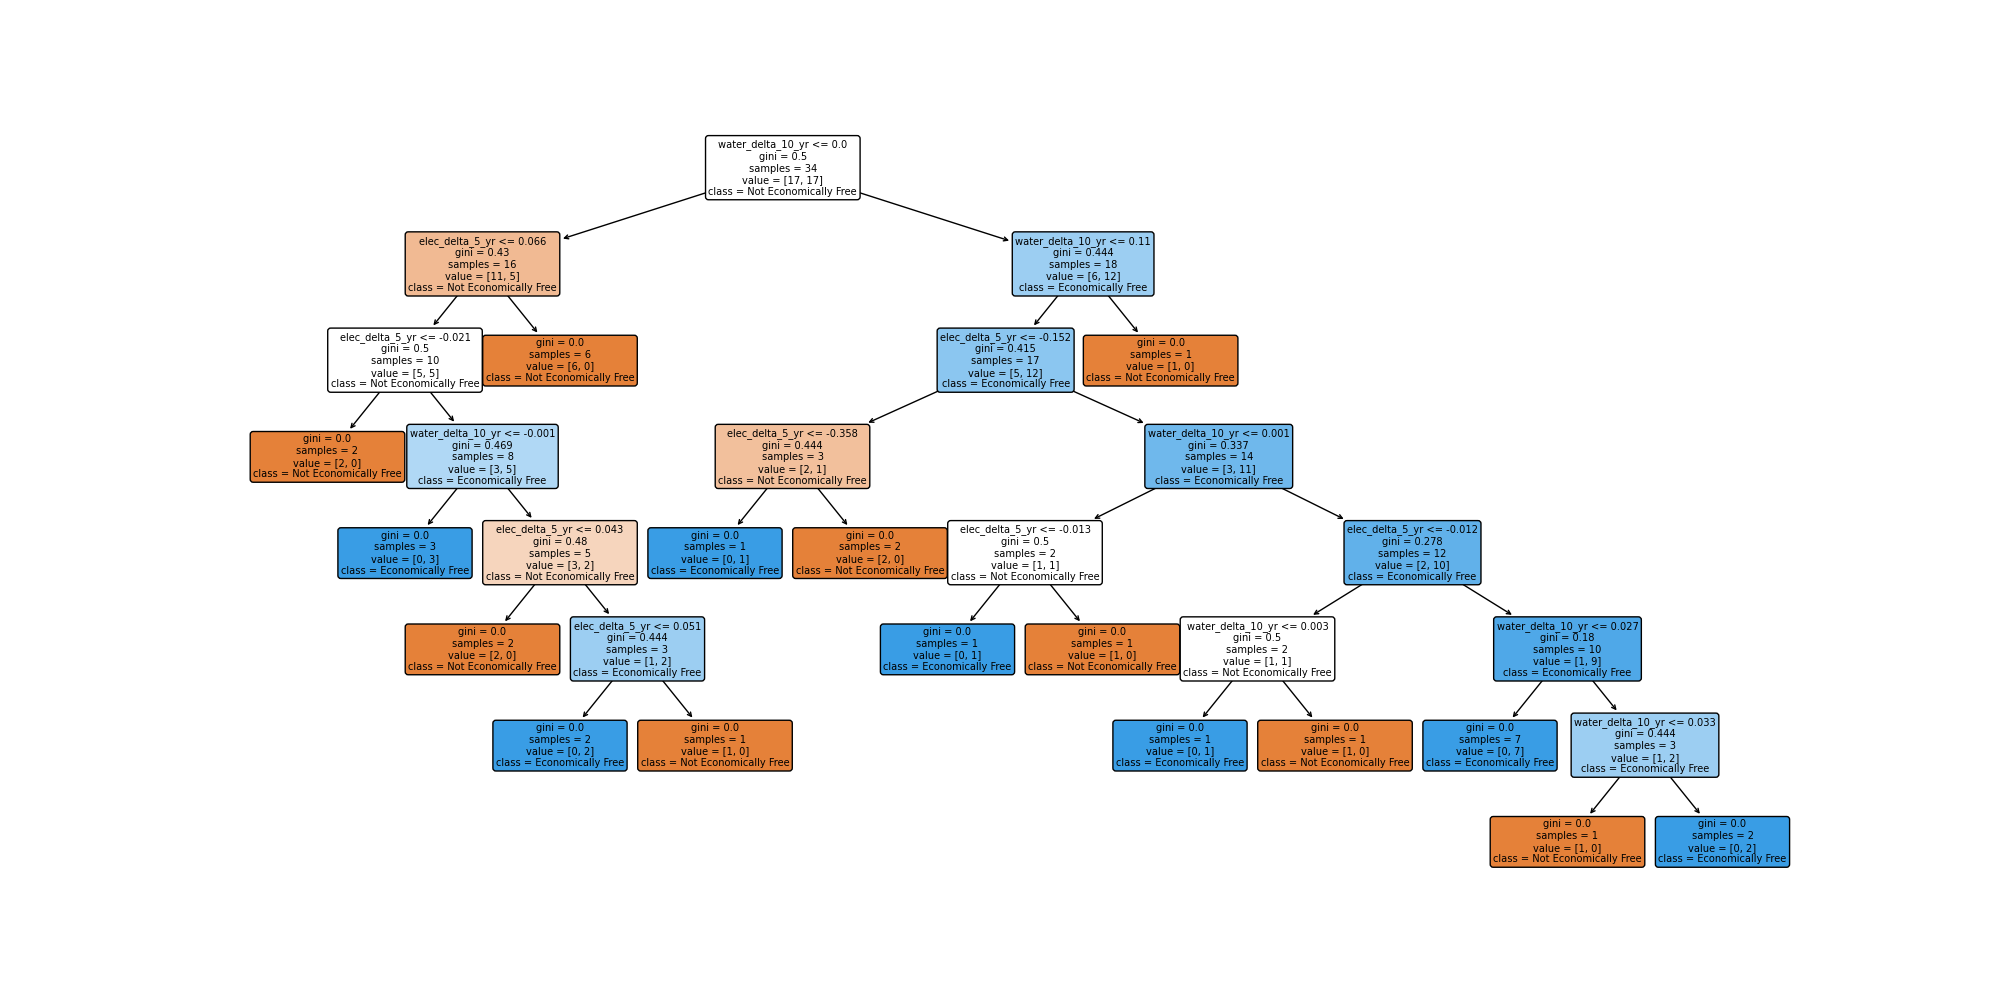 water_delta_10_yr <= 0.0
gini = 0.5
samples = 34
value = [17, 17]
class = Not Economically Free
elec_delta_5_yr <= 0.066
gini = 0.43
samples = 16
value = [11, 5]
class = Not Economically Free
water_delta_10_yr <= 0.11
gini = 0.444
samples = 18
value = [6, 12]
class = Economically Free
elec_delta_5_yr <= -0.021
gini = 0.5
samples = 10
value = [5, 5]
class = Not Economically Free
gini = 0.0
samples = 6
value = [6, 0]
class = Not Economically Free
elec_delta_5_yr <= -0.152
gini = 0.415
samples = 17
value = [5, 12]
class = Economically Free
gini = 0.0
samples = 1
value = [1, 0]
class = Not Economically Free
gini = 0.0
samples = 2
value = [2, 0]
class = Not Economically Free
water_delta_10_yr <= -0.001
gini = 0.469
samples = 8
value = [3, 5]
class = Economically Free
elec_delta_5_yr <= -0.358
gini = 0.444
samples = 3
value = [2, 1]
class = Not Economically Free
water_delta_10_yr <= 0.001
gini = 0.337
samples = 14
value = [3, 11]
class = Economically Free
gini = 0.0
samples = 3
value = [0, 3]
class = Economically Free
elec_delta_5_yr <= 0.043
gini = 0.48
samples = 5
value = [3, 2]
class = Not Economically Free
gini = 0.0
samples = 1
value = [0, 1]
class = Economically Free
gini = 0.0
samples = 2
value = [2, 0]
class = Not Economically Free
elec_delta_5_yr <= -0.013
gini = 0.5
samples = 2
value = [1, 1]
class = Not Economically Free
elec_delta_5_yr <= -0.012
gini = 0.278
samples = 12
value = [2, 10]
class = Economically Free
gini = 0.0
samples = 2
value = [2, 0]
class = Not Economically Free
elec_delta_5_yr <= 0.051
gini = 0.444
samples = 3
value = [1, 2]
class = Economically Free
gini = 0.0
samples = 1
value = [0, 1]
class = Economically Free
gini = 0.0
samples = 1
value = [1, 0]
class = Not Economically Free
water_delta_10_yr <= 0.003
gini = 0.5
samples = 2
value = [1, 1]
class = Not Economically Free
water_delta_10_yr <= 0.027
gini = 0.18
samples = 10
value = [1, 9]
class = Economically Free
gini = 0.0
samples = 2
value = [0, 2]
class = Economically Free
gini = 0.0
samples = 1
value = [1, 0]
class = Not Economically Free
gini = 0.0
samples = 1
value = [0, 1]
class = Economically Free
gini = 0.0
samples = 1
value = [1, 0]
class = Not Economically Free
gini = 0.0
samples = 7
value = [0, 7]
class = Economically Free
water_delta_10_yr <= 0.033
gini = 0.444
samples = 3
value = [1, 2]
class = Economically Free
gini = 0.0
samples = 1
value = [1, 0]
class = Not Economically Free
gini = 0.0
samples = 2
value = [0, 2]
class = Economically Free